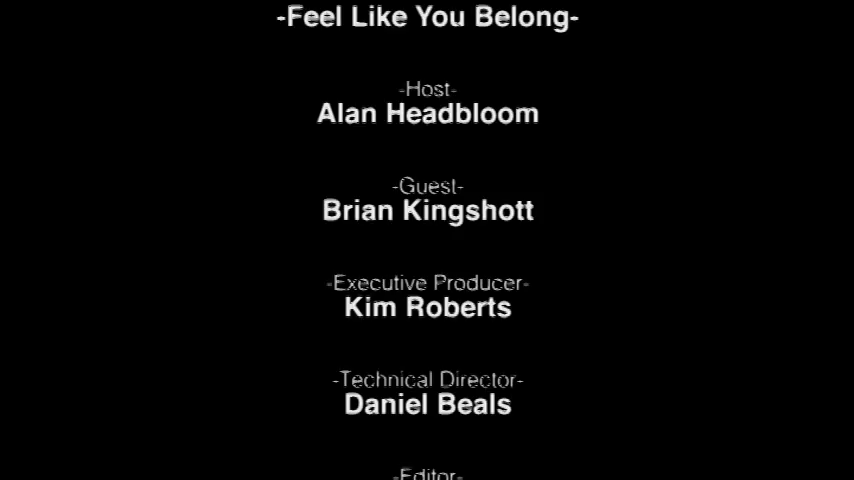 -Feel Like You Belong-
-Host-
Alan Headbloom
-Guest-
Brian Kingshott
-Executive Producer-
Kim Roberts
-Technical Director-
Daniel Beals
-Editor-